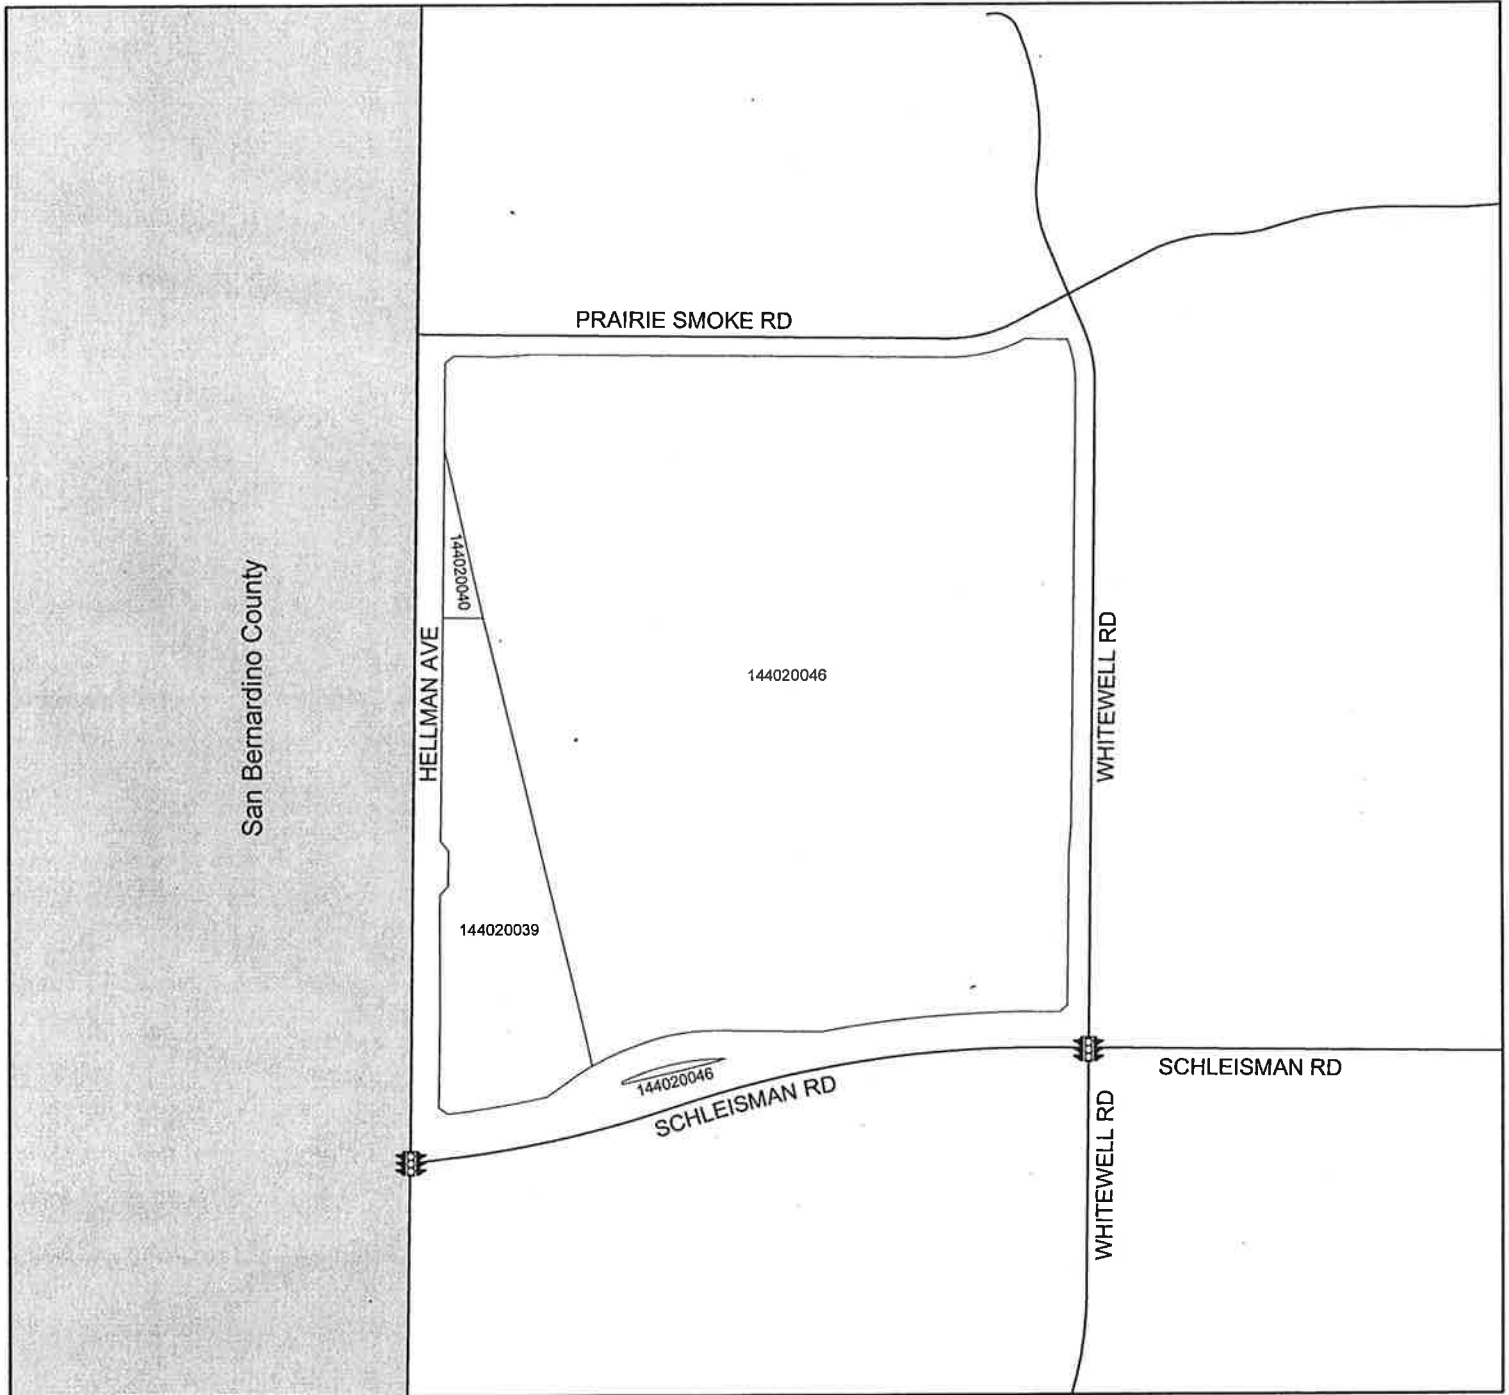 PRAIRIE SMOKE RD
144020040
San Bernardino County
HELLMAN AVE
144020046
WHITEWELL RD
144020039
144020046
SCHLEISMAN RD
SCHLEISMAN RD
WHITEWELL RD